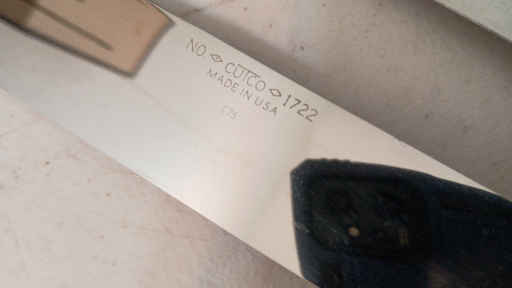 NO. CUTCO 1722
MADE IN USA